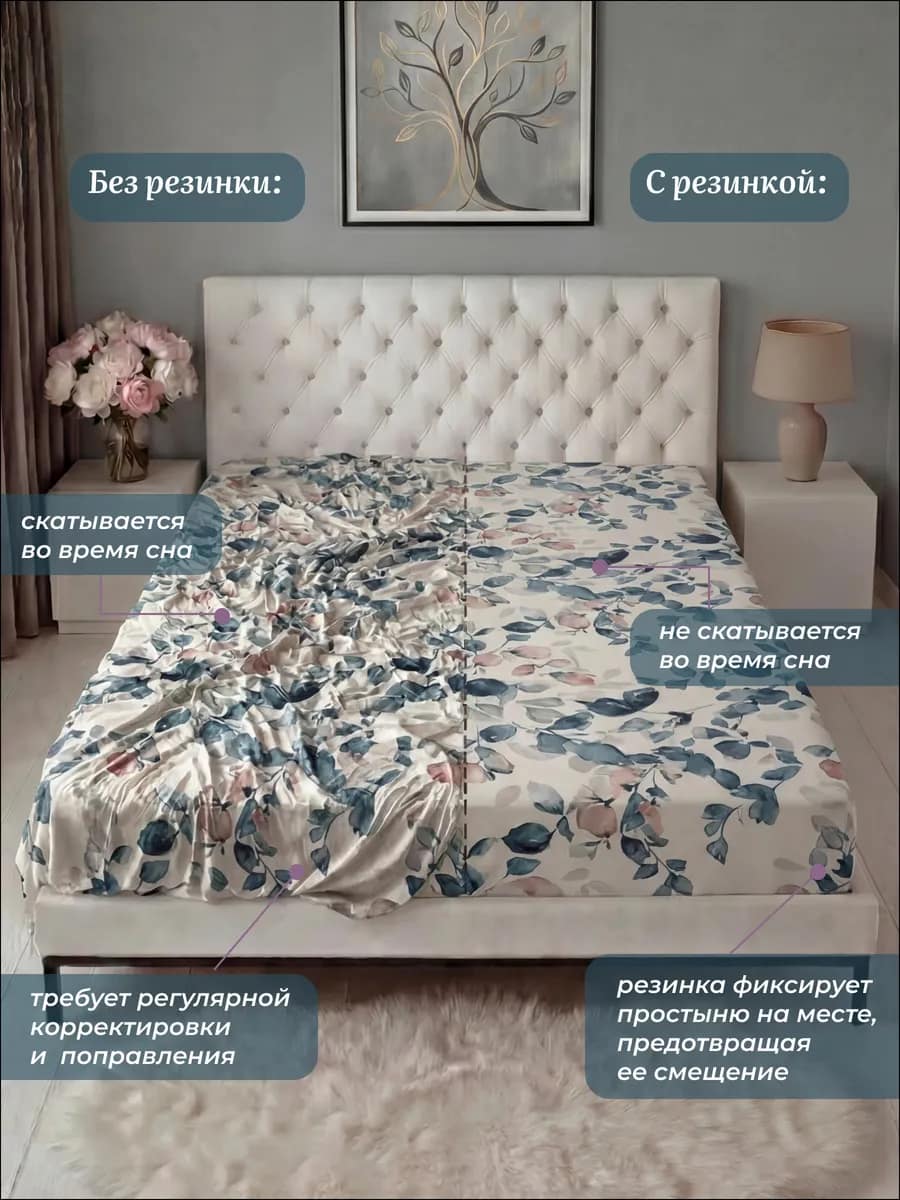 Без резинки:
С резинкой:
скатывается
во время сна
не скатывается
во время сна
требует регулярной
корректировки
и поправления
резинка фиксирует
простыню на месте,
предотвращая
ее смещение